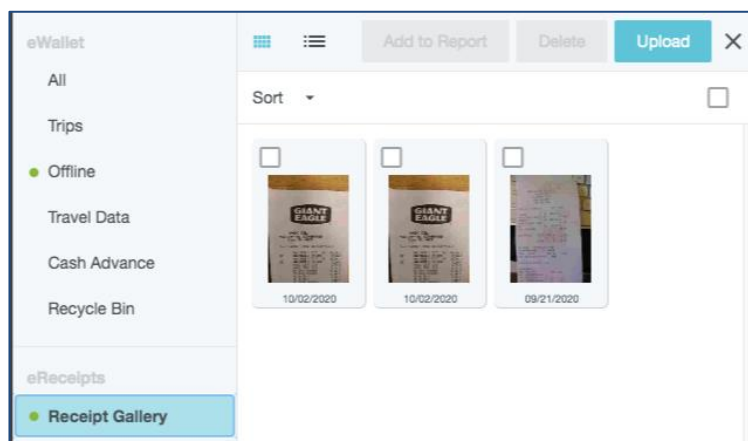 eWallet
All
Trips
Offline
Travel Data
Cash Advance
Recycle Bin
eReceipts
Receipt Gallery
Add to Report Delete Upload
Sort
GIANT
EAGLE
10/02/2020
GIANT
EAGLE
10/02/2020
09/21/2020